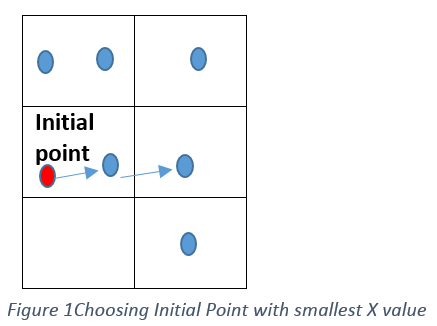 Initial
point
Figure 1Choosing Initial Point with smallest X value